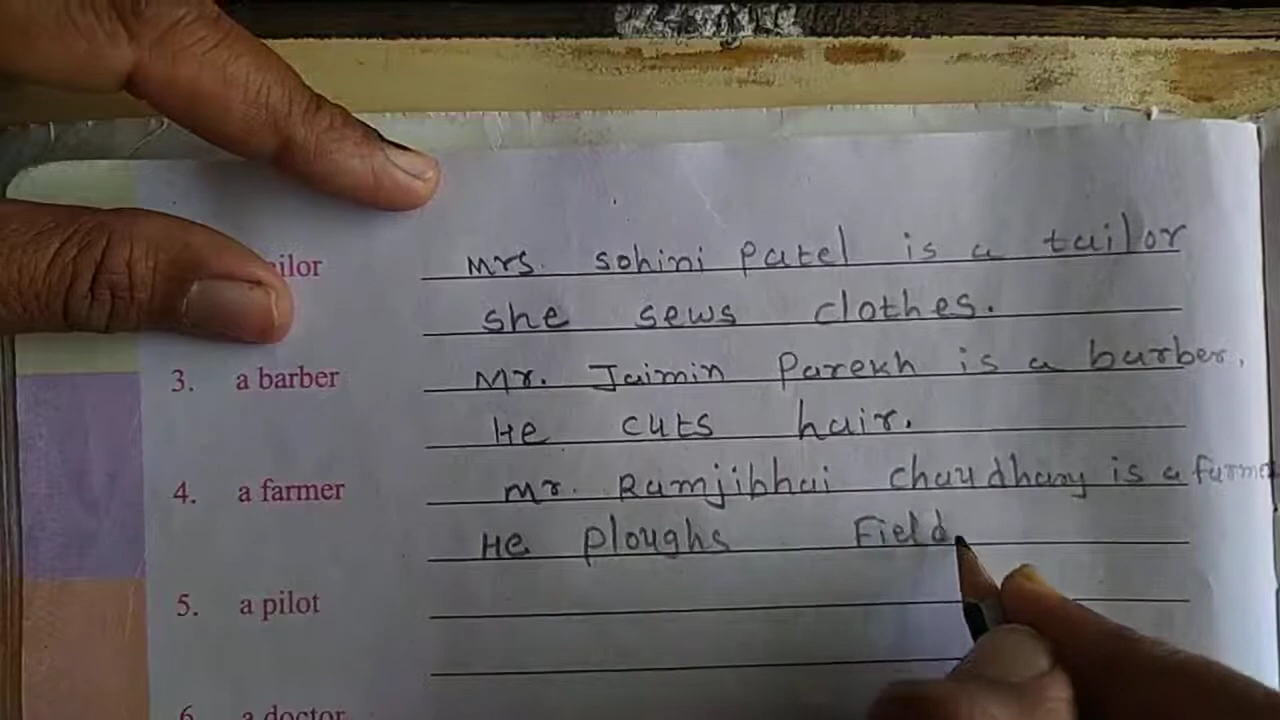 ilor Mrs. Sohini Patel is a tailor
She sews clothes.
3. a barber Mr. Jaimin Parekh is a barber.
He cuts hair.
4. a farmer Mr. Ramjibhai Chaudhary is a farme
He ploughs Field
5. a pilot
6 a doctor